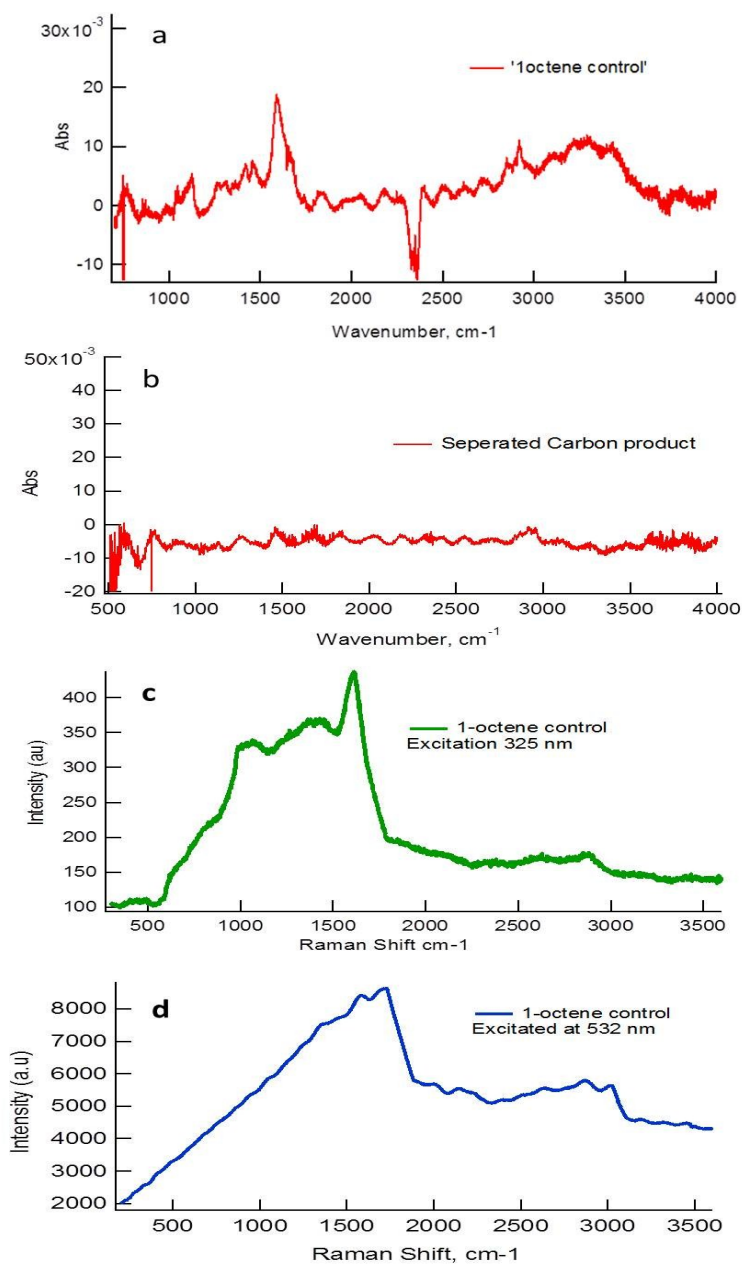 a
30x10⁻³
20
10
0
-10
Abs
'1octene control'
1000 1500 2000 2500 3000 3500 4000
Wavenumber, cm-1
b
50x10⁻³
40
30
20
10
0
-10
-20
Abs
Seperated Carbon product
500 1000 1500 2000 2500 3000 3500 4000
Wavenumber, cm⁻¹
c
400
350
300
250
200
150
100
Intensity (au)
1-octene control
Excitation 325 nm
500 1000 1500 2000 2500 3000 3500
Raman Shift cm-1
d
8000
7000
6000
5000
4000
3000
2000
Intensity (a.u)
1-octene control
Excitated at 532 nm
500 1000 1500 2000 2500 3000 3500
Raman Shift, cm-1